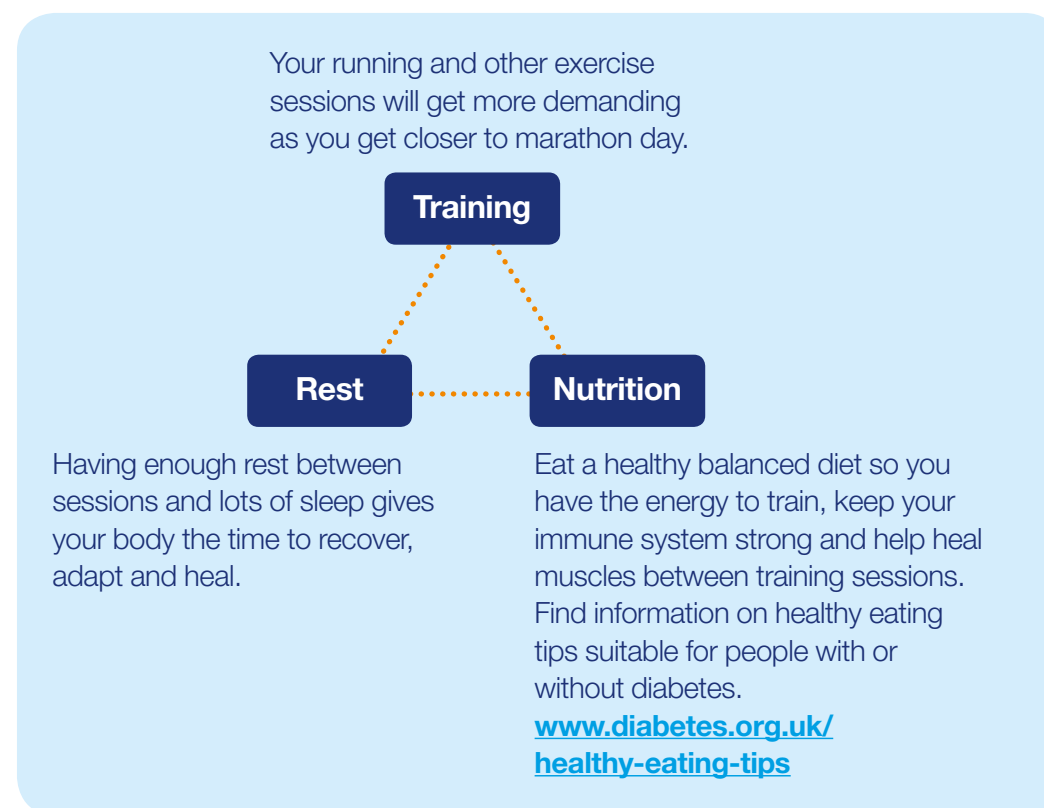 Your running and other exercise
sessions will get more demanding
as you get closer to marathon day.
Training
Rest
Nutrition
Having enough rest between
sessions and lots of sleep gives
your body the time to recover,
adapt and heal.
Eat a healthy balanced diet so you
have the energy to train, keep your
immune system strong and help heal
muscles between training sessions.
Find information on healthy eating
tips suitable for people with or
without diabetes.
www.diabetes.org.uk/
healthy-eating-tips